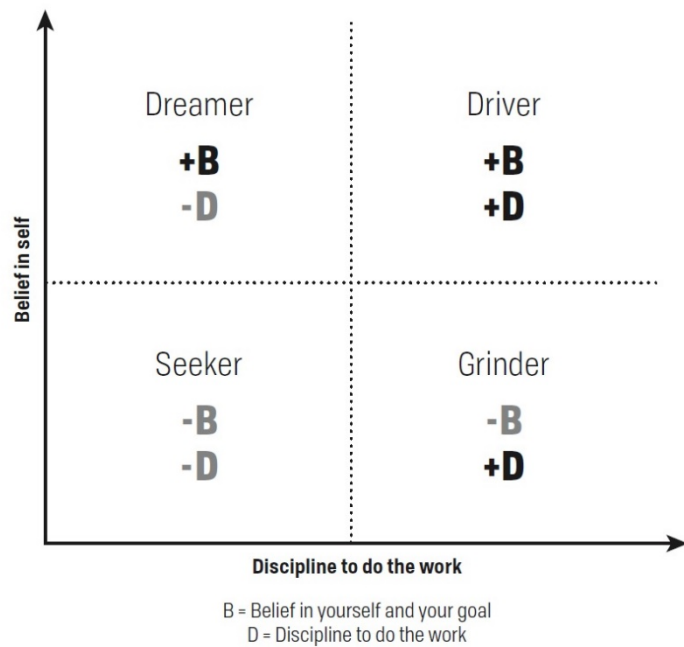 Dreamer
+B
-D
Driver
+B
+D
Belief in self
Seeker
-B
-D
Grinder
-B
+D
Discipline to do the work
B = Belief in yourself and your goal
D = Discipline to do the work